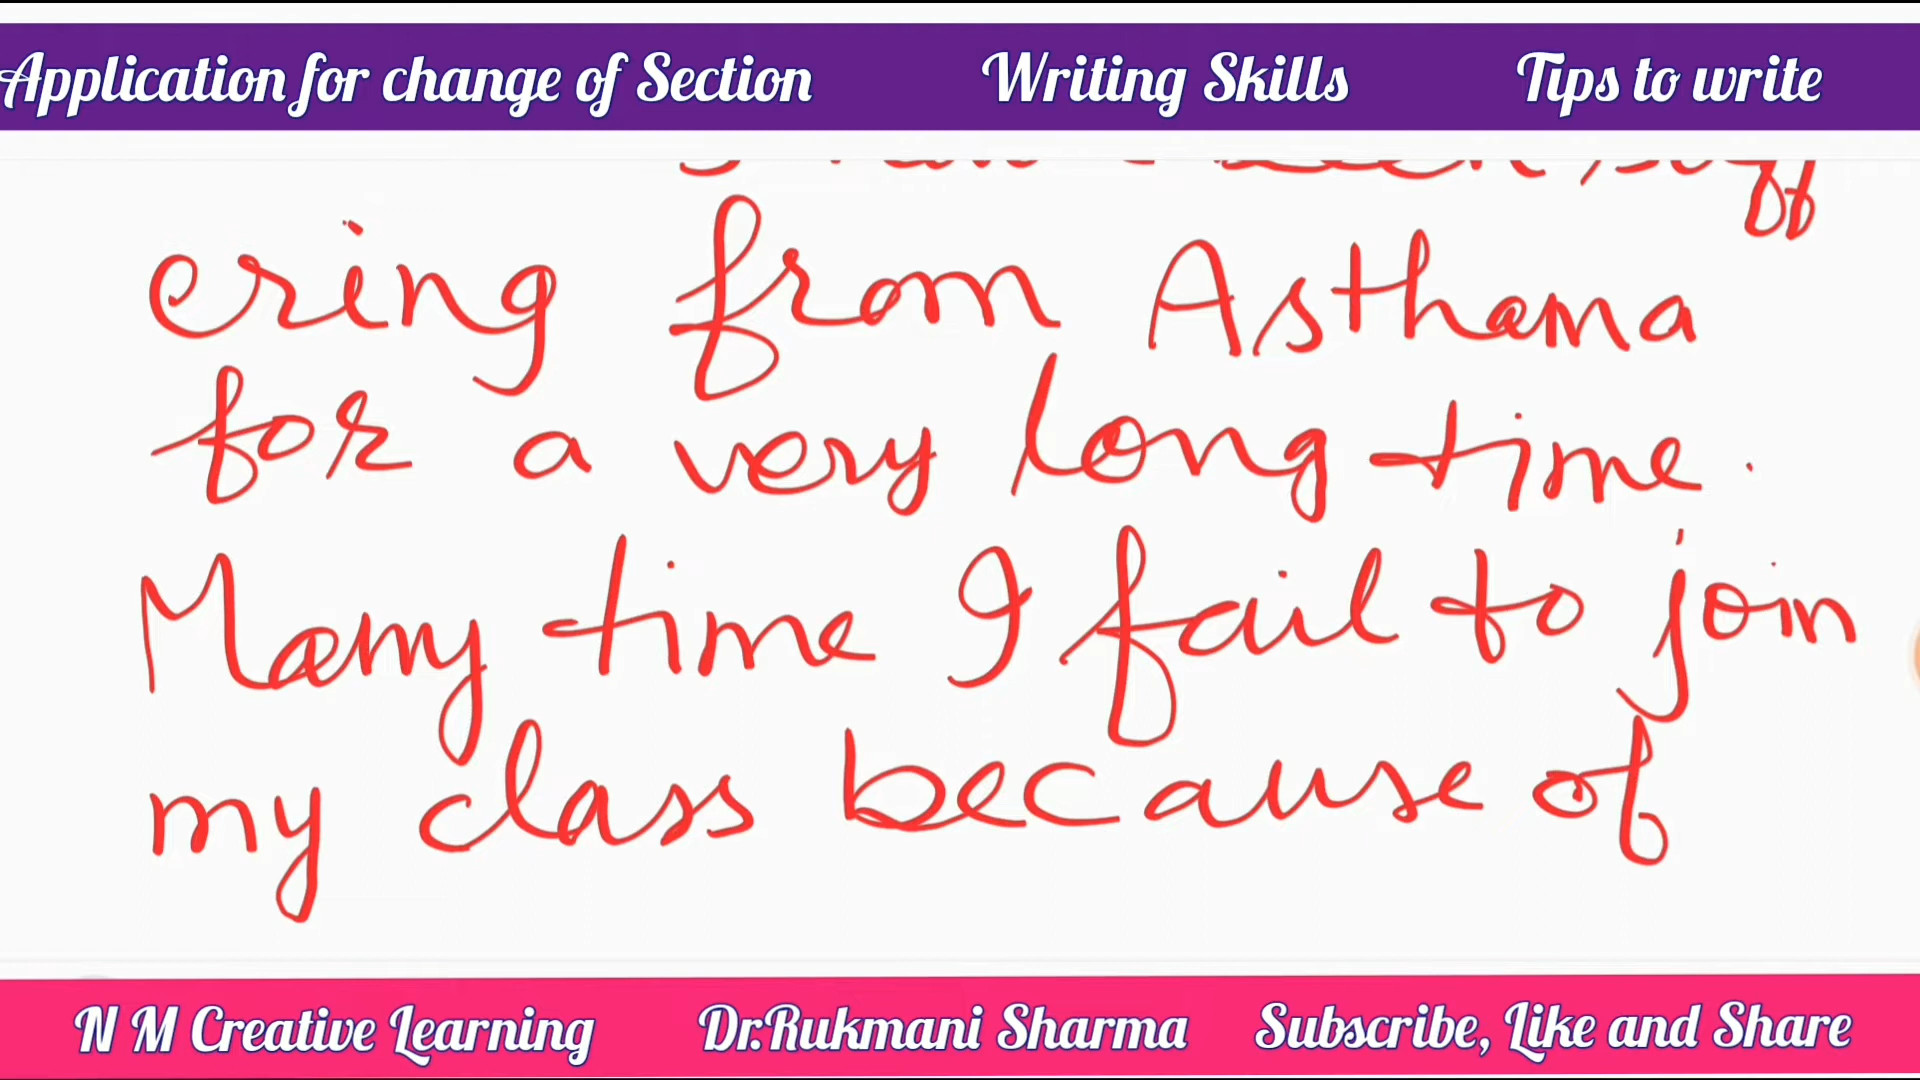 Application for change of Section Writing Skills Tips to write
ering from Asthama
for a very long time.
Many time I fail to join
my class because of
N M Creative Learning Dr.Rukmani Sharma Subscribe, Like and Share